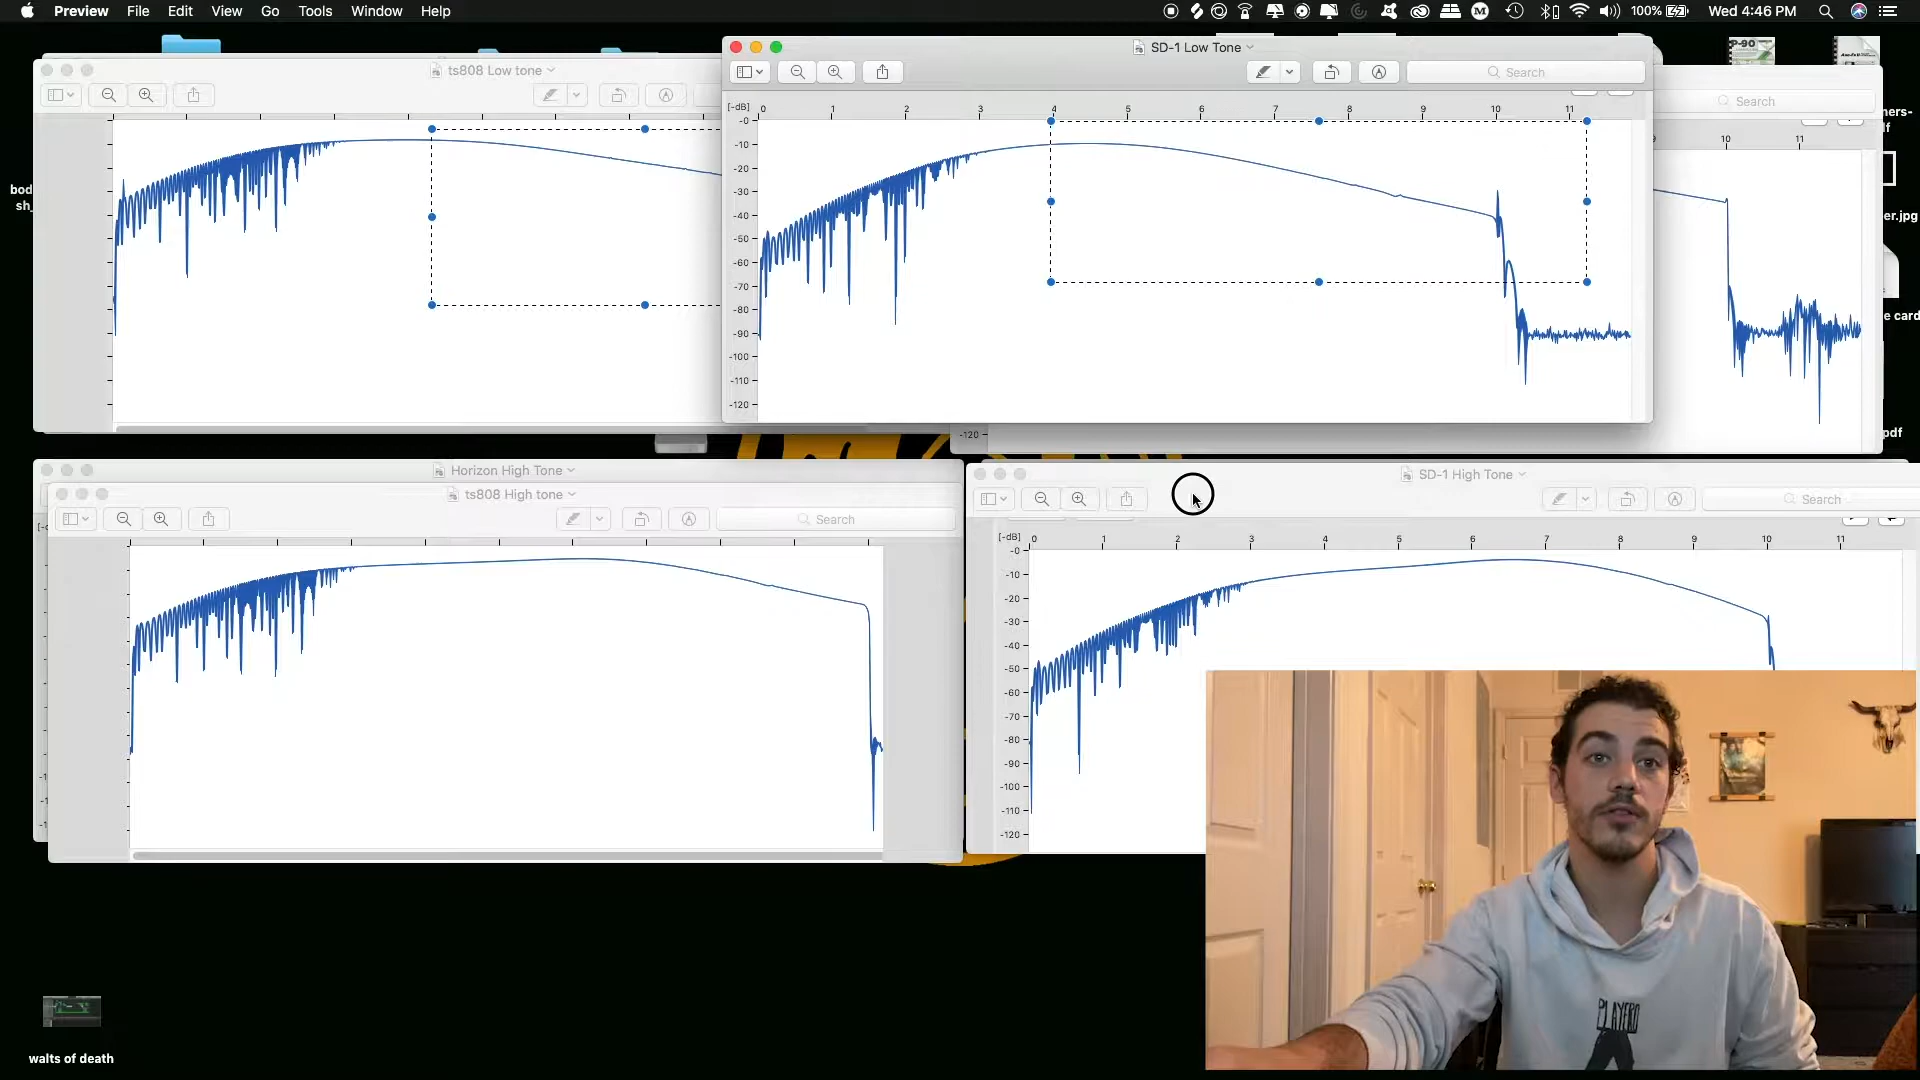 Preview File Edit View Go Tools Window Help
100% Wed 4:46 PM
ts808 Low tone
SD-1 Low Tone
Search
Search
P-90
[-dB] 0 1 2 3 4 5 6 7 8 9 10 11
-0
-10
-20
-30
-40
-50
-60
-70
-80
-90
-100
-110
-120
10 11
-120
bod
sh_
ners-
lf
er.jpg
e card
pdf
Horizon High Tone
ts808 High tone
Search
SD-1 High Tone
Search
[-dB] 0 1 2 3 4 5 6 7 8 9 10 11
-0
-10
-20
-30
-40
-50
-60
-70
-80
-90
-100
-110
-120
PLAYERO
walts of death